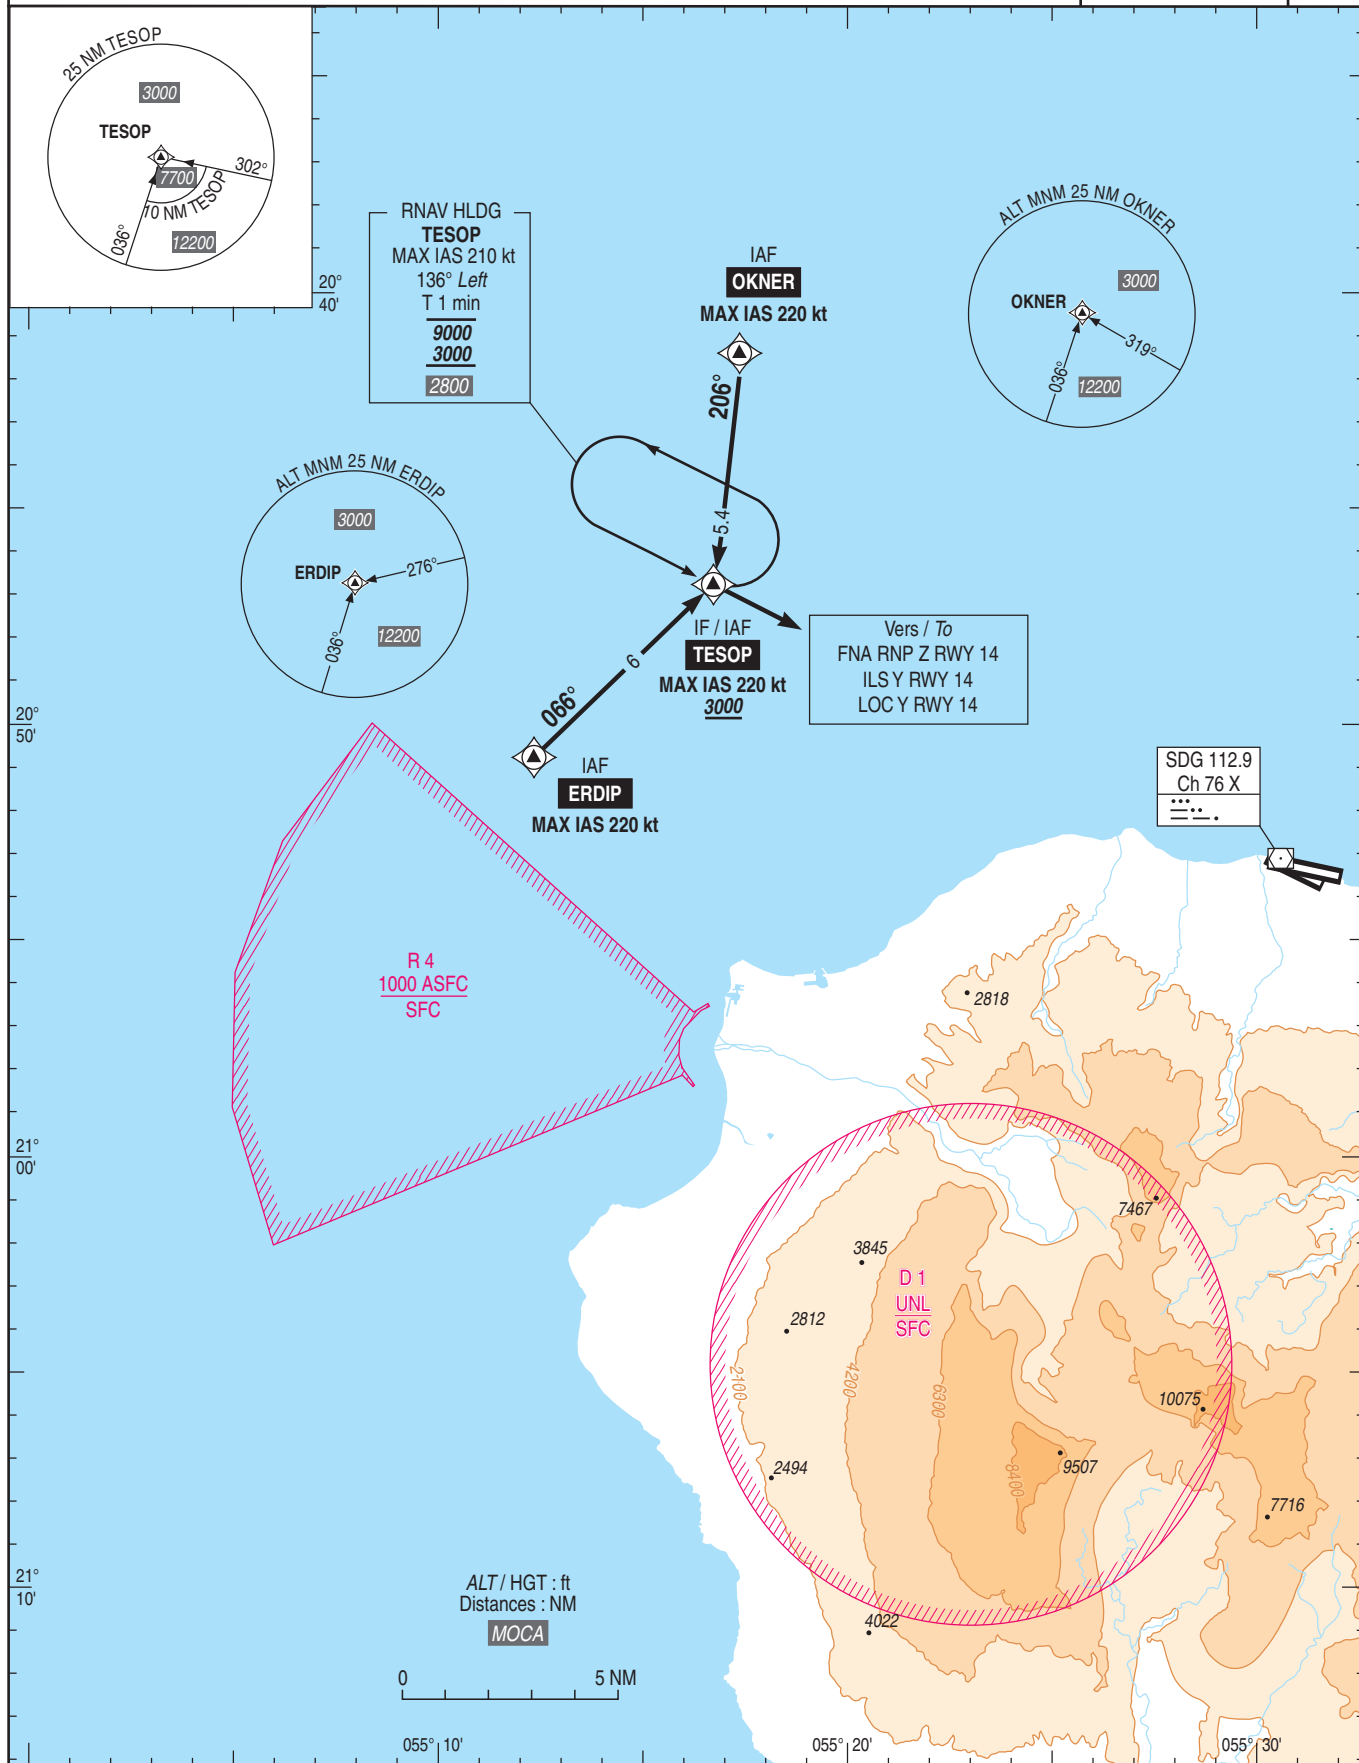 25 NM TESOP
3000
TESOP
7700
302°
10 NM TESOP
036°
12200
RNAV HLDG
TESOP
MAX IAS 210 kt
136° Left
T 1 min
9000
3000
2800
20°
40'
IAF
OKNER
MAX IAS 220 kt
206°
5.4
ALT MNM 25 NM OKNER
3000
OKNER
319°
036°
12200
ALT MNM 25 NM ERDIP
3000
ERDIP
276°
036°
12200
IF / IAF
TESOP
MAX IAS 220 kt
3000
Vers / To
FNA RNP Z RWY 14
ILS Y RWY 14
LOC Y RWY 14
066°
6
20°
50'
IAF
ERDIP
MAX IAS 220 kt
SDG 112.9
Ch 76 X
R 4
1000 ASFC
SFC
2818
21°
00'
7467
3845
D 1
UNL
SFC
2812
2100
4200
6300
10075
9507
8400
2494
7716
21°
10'
ALT / HGT : ft
Distances : NM
MOCA
4022
0 5 NM
055° 10'
055° 20'
055° 30'